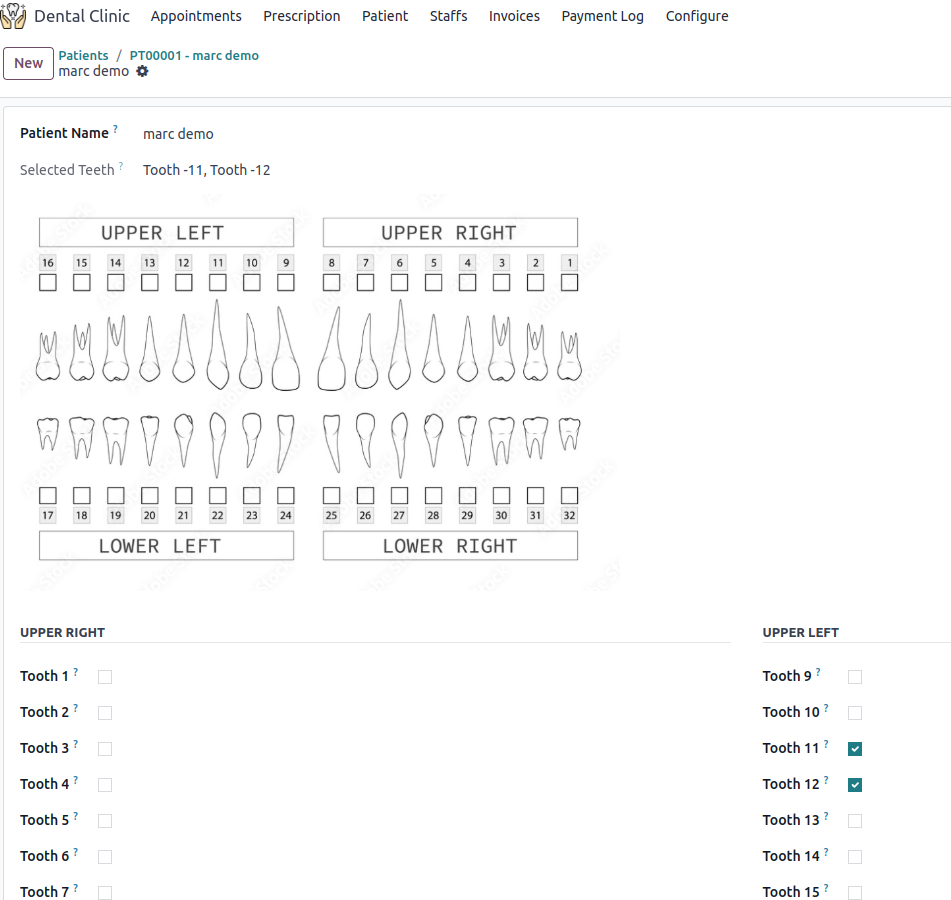 Dental Clinic Appointments Prescription Patient Staffs Invoices Payment Log Configure
New
Patients / PT00001 - marc demo
marc demo
Patient Name ? marc demo
Selected Teeth ? Tooth -11, Tooth -12
UPPER LEFT UPPER RIGHT
16 15 14 13 12 11 10 9 8 7 6 5 4 3 2 1
17 18 19 20 21 22 23 24 25 26 27 28 29 30 31 32
LOWER LEFT LOWER RIGHT
UPPER RIGHT UPPER LEFT
Tooth 1 ? Tooth 9 ?
Tooth 2 ? Tooth 10 ?
Tooth 3 ? Tooth 11 ?
Tooth 4 ? Tooth 12 ?
Tooth 5 ? Tooth 13 ?
Tooth 6 ? Tooth 14 ?
Tooth 7 ? Tooth 15 ?